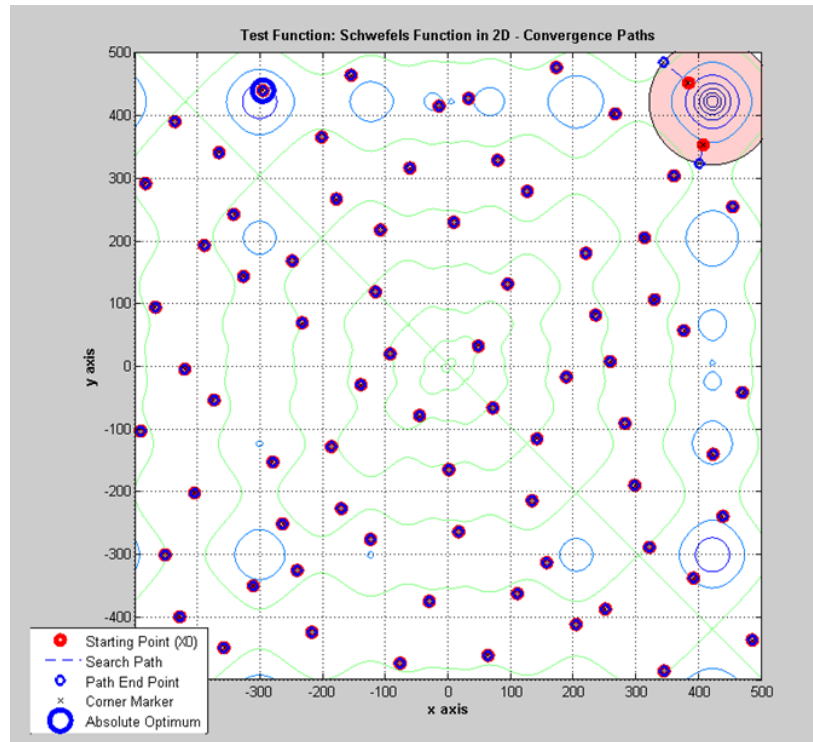 Test Function: Schwefels Function in 2D - Convergence Paths
500
400
300
200
100
0
-100
-200
-300
-400
y axis
-300 -200 -100 0 100 200 300 400 500
x axis
Starting Point (X0)
Search Path
Path End Point
Corner Marker
Absolute Optimum